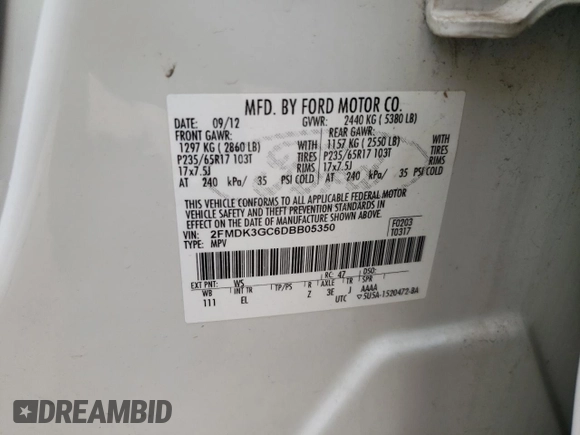 MFD. BY FORD MOTOR CO.
DATE: 09/12 GVWR: 2440 KG ( 5380 LB)
FRONT GAWR: REAR GAWR:
1297 KG ( 2860 LB) WITH 1157 KG ( 2550 LB) WITH
P235/65R17 103T TIRES P235/65R17 103T TIRES
17x7.5J RIMS 17x7.5J RIMS
AT 240 kPa/ 35 PSI COLD AT 240 kPa/ 35 PSI COLD
THIS VEHICLE CONFORMS TO ALL APPLICABLE FEDERAL MOTOR
VEHICLE SAFETY AND THEFT PREVENTION STANDARDS IN
EFFECT ON THE DATE OF MANUFACTURE SHOWN ABOVE.
VIN: 2FMDK3GC6DBB05350 F0203
TYPE: MPV T0317
EXT PNT: WS RC: 47 DSO:
WB INT TR TP/PS R AXLE TR SPR
111 EL Z 3E J AAAA
UTC ▽5USA-1520472-BA
DREAMBID